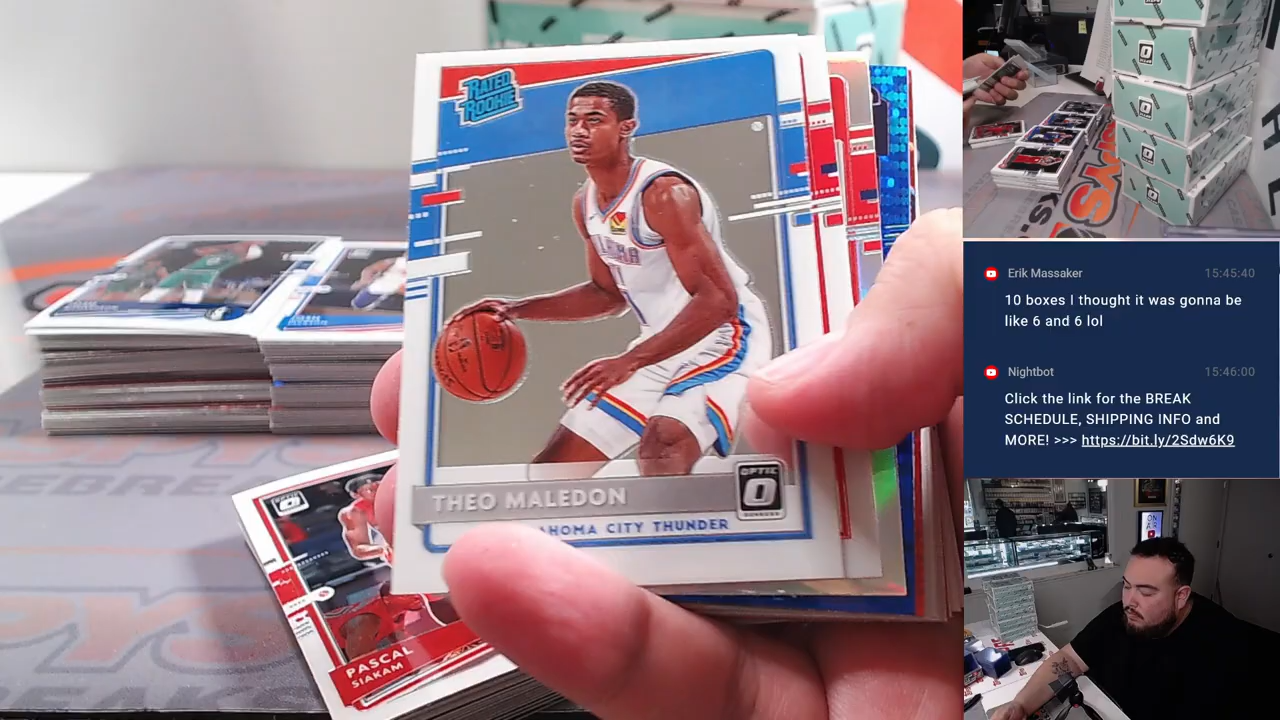 RATED
ROOKIE
THEO MALEDON
OPTIC
AHOMA CITY THUNDER
PASCAL
SIAKAM
Erik Massaker
15:45:40
10 boxes I thought it was gonna be
like 6 and 6 lol
Nightbot
15:46:00
Click the link for the BREAK
SCHEDULE, SHIPPING INFO and
MORE! >>> https://bit.ly/2Sdw6K9